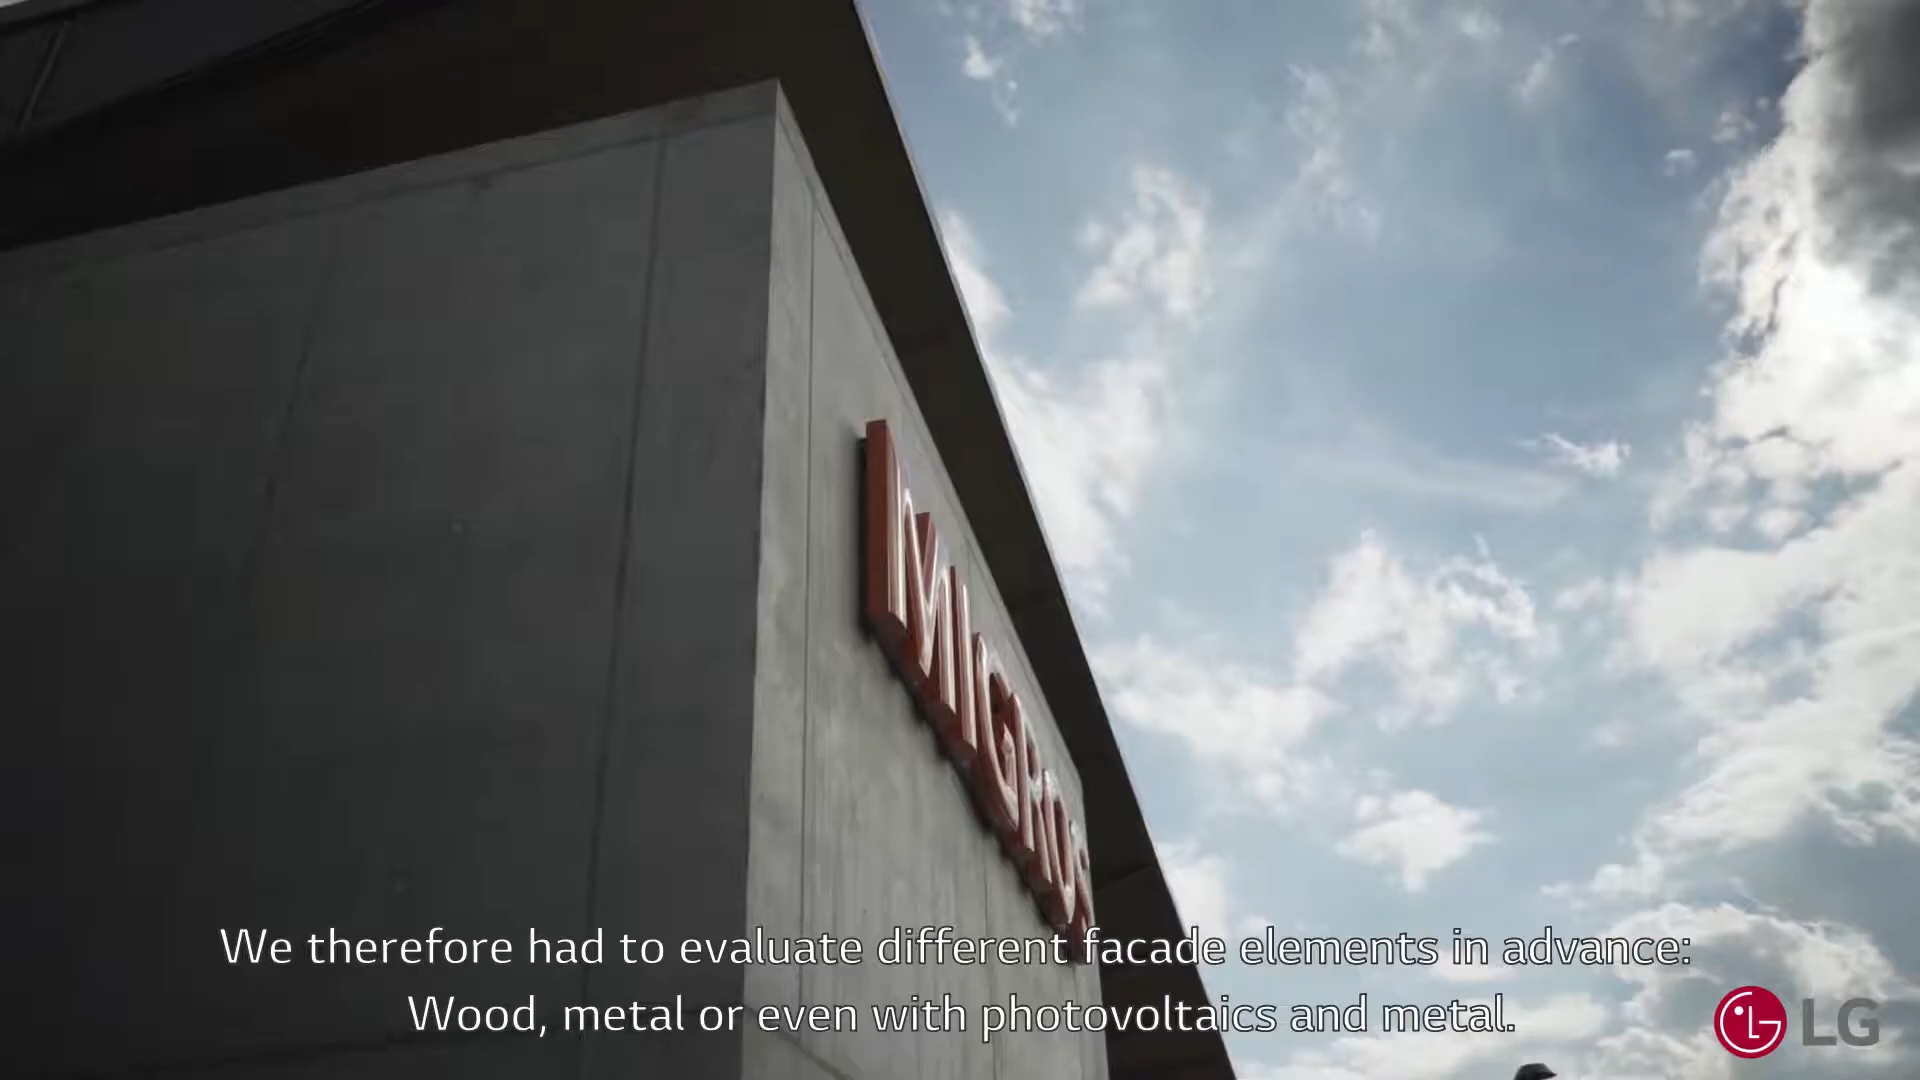 MIGROS
We therefore had to evaluate different facade elements in advance:
Wood, metal or even with photovoltaics and metal.
LG